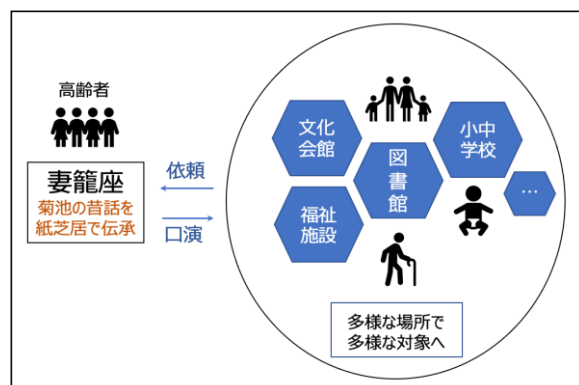 高齢者
妻籠座
菊池の昔話を
紙芝居で伝承
依頼
口演
文化
会館
図
書
館
小中
学校
福祉
施設
…
多様な場所で
多様な対象へ